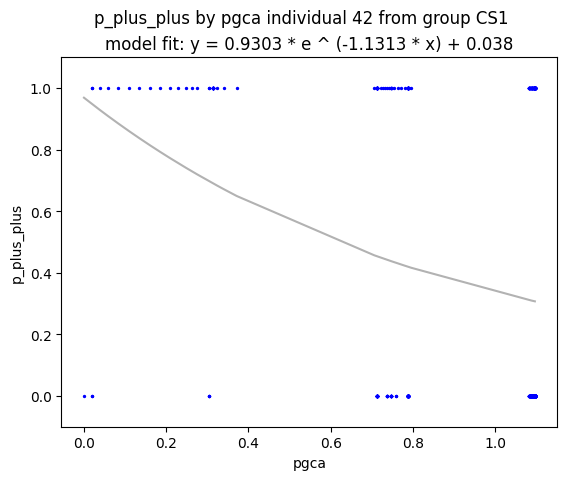 p_plus_plus by pgca individual 42 from group CS1
model fit: y = 0.9303 * e ^ (-1.1313 * x) + 0.038
1.0
0.8
0.6
0.4
0.2
0.0
p_plus_plus
0.0 0.2 0.4 0.6 0.8 1.0
pgca